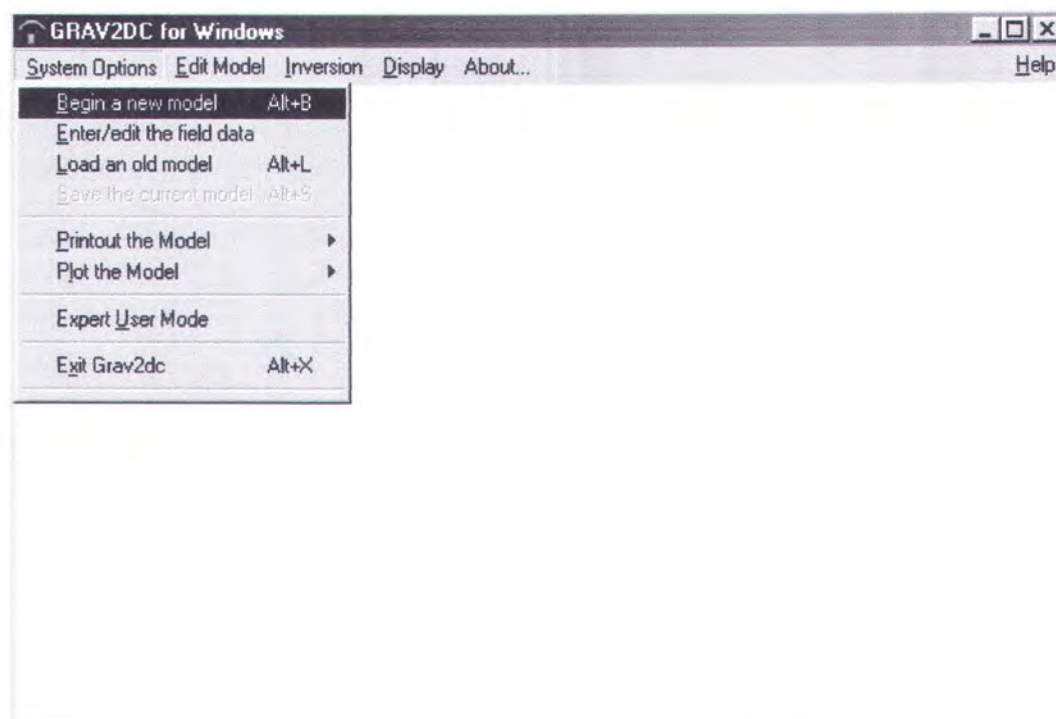 GRAV2DC for Windows
System Options Edit Model Inversion Display About... Help
Begin a new model Alt+B
Enter/edit the field data
Load an old model Alt+L
Save the current model Alt+S
Printout the Model
Plot the Model
Expert User Mode
Exit Grav2dc Alt+X